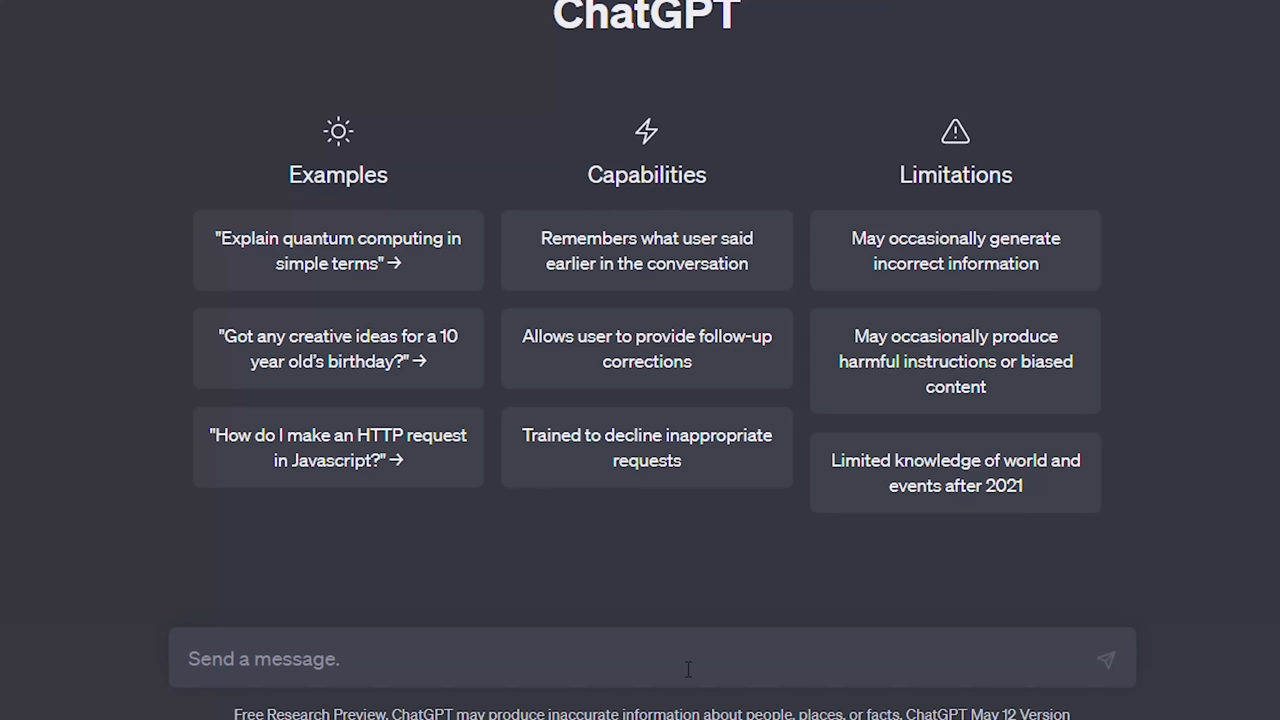 ChatGPT
Examples
"Explain quantum computing in
simple terms" →
"Got any creative ideas for a 10
year old's birthday?" →
"How do I make an HTTP request
in Javascript?" →
Capabilities
Remembers what user said
earlier in the conversation
Allows user to provide follow-up
corrections
Trained to decline inappropriate
requests
Limitations
May occasionally generate
incorrect information
May occasionally produce
harmful instructions or biased
content
Limited knowledge of world and
events after 2021
Send a message.
Free Research Preview. ChatGPT may produce inaccurate information about people, places, or facts. ChatGPT May 12 Version